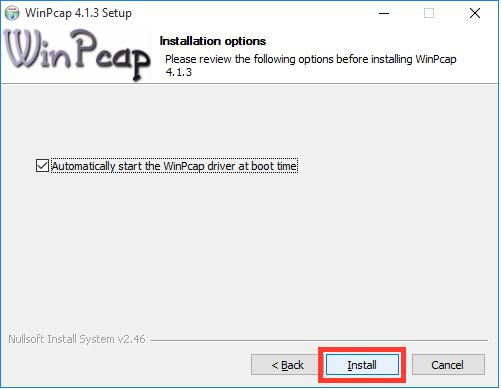 WinPcap 4.1.3 Setup
WinPcap
Installation options
Please review the following options before installing WinPcap
4.1.3
Automatically start the WinPcap driver at boot time
Nullsoft Install System v2.46
< Back
Install
Cancel